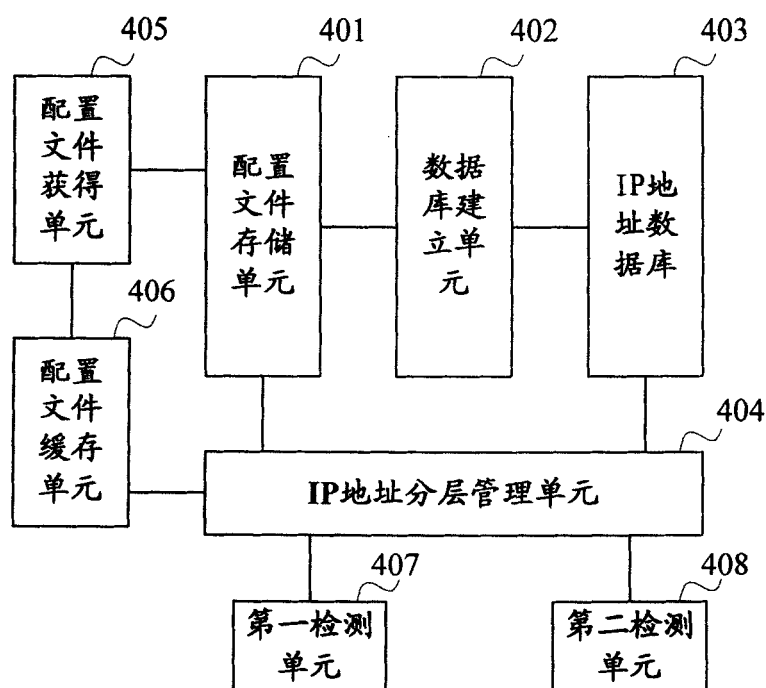 405
401
402
403
配置
文件
获得
单元
配置
文件
存储
单元
数据
库建
立单
元
IP地
址数
据库
406
配置
文件
缓存
单元
404
IP地址分层管理单元
407
第一检测
单元
408
第二检测
单元